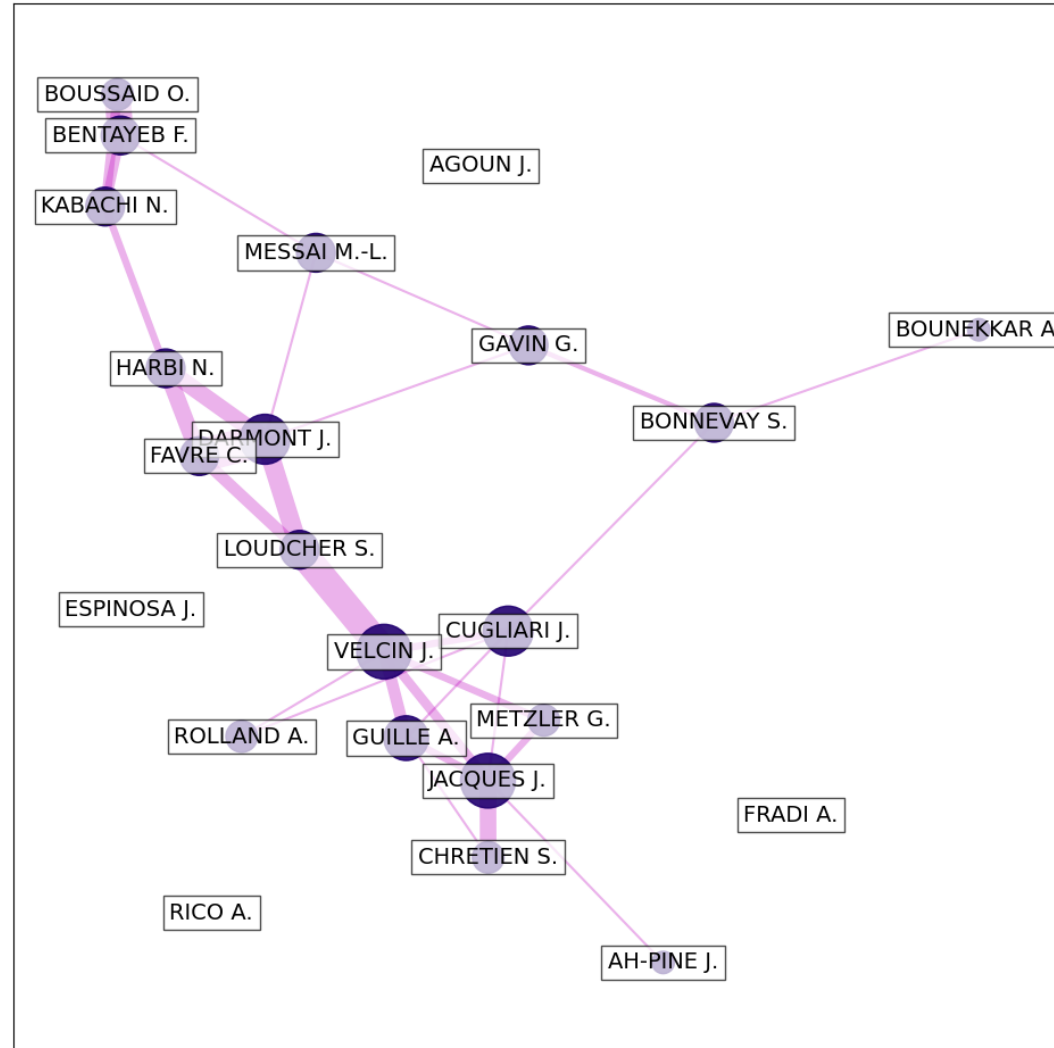 BOUSSAID O.
BENTAYEB F.
AGOUN J.
KABACHI N.
MESSAI M.-L.
BOUNEKKAR A
GAVIN G.
HARBI N.
BONNEVAY S.
DARMONT J.
FAVRE C.
LOUDCHER S.
ESPINOSA J.
CUGLIARI J.
VELCIN J.
METZLER G.
ROLLAND A.
GUILLE A.
JACQUES J.
FRADI A.
CHRETIEN S.
RICO A.
AH-PINE J.